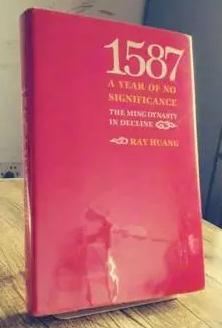 1587
A YEAR OF NO
SIGNIFICANCE
THE MING DYNASTY
IN DECLINE
RAY HUANG